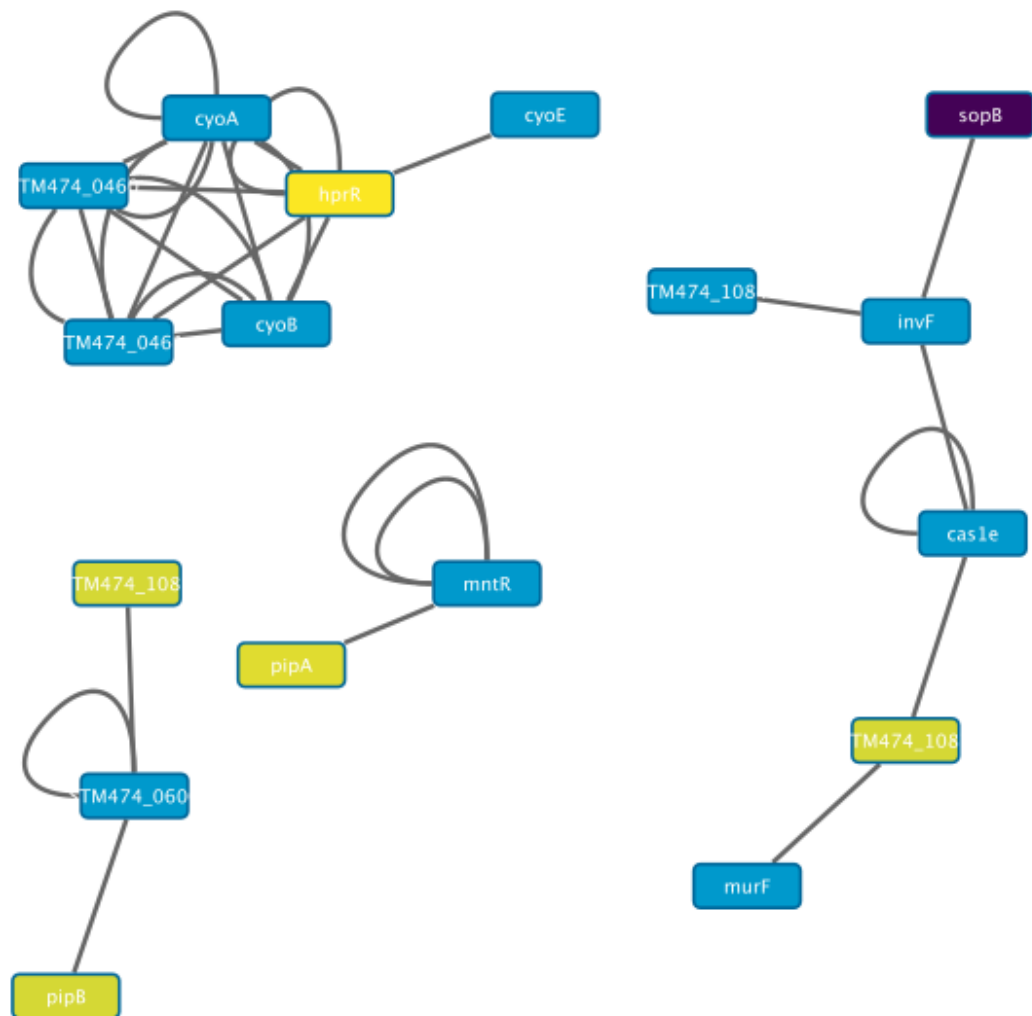 cyoA
cyoE
sopB
TM474_046
hprR
TM474_108
invF
TM474_046
cyoB
cas1e
TM474_108
mntR
pipA
TM474_108
TM474_060
murF
pipB